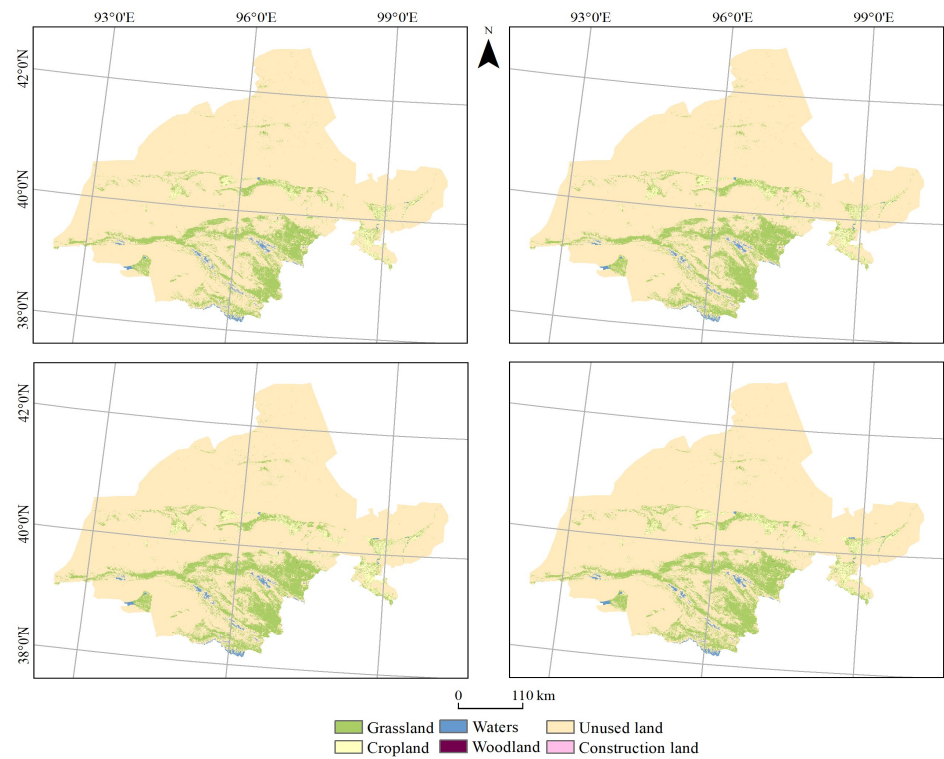 93°0'E 96°0'E 99°0'E 93°0'E 96°0'E 99°0'E
N
42°0'N
40°0'N
38°0'N
42°0'N
40°0'N
38°0'N
0 110 km
Grassland Waters Unused land
Cropland Woodland Construction land